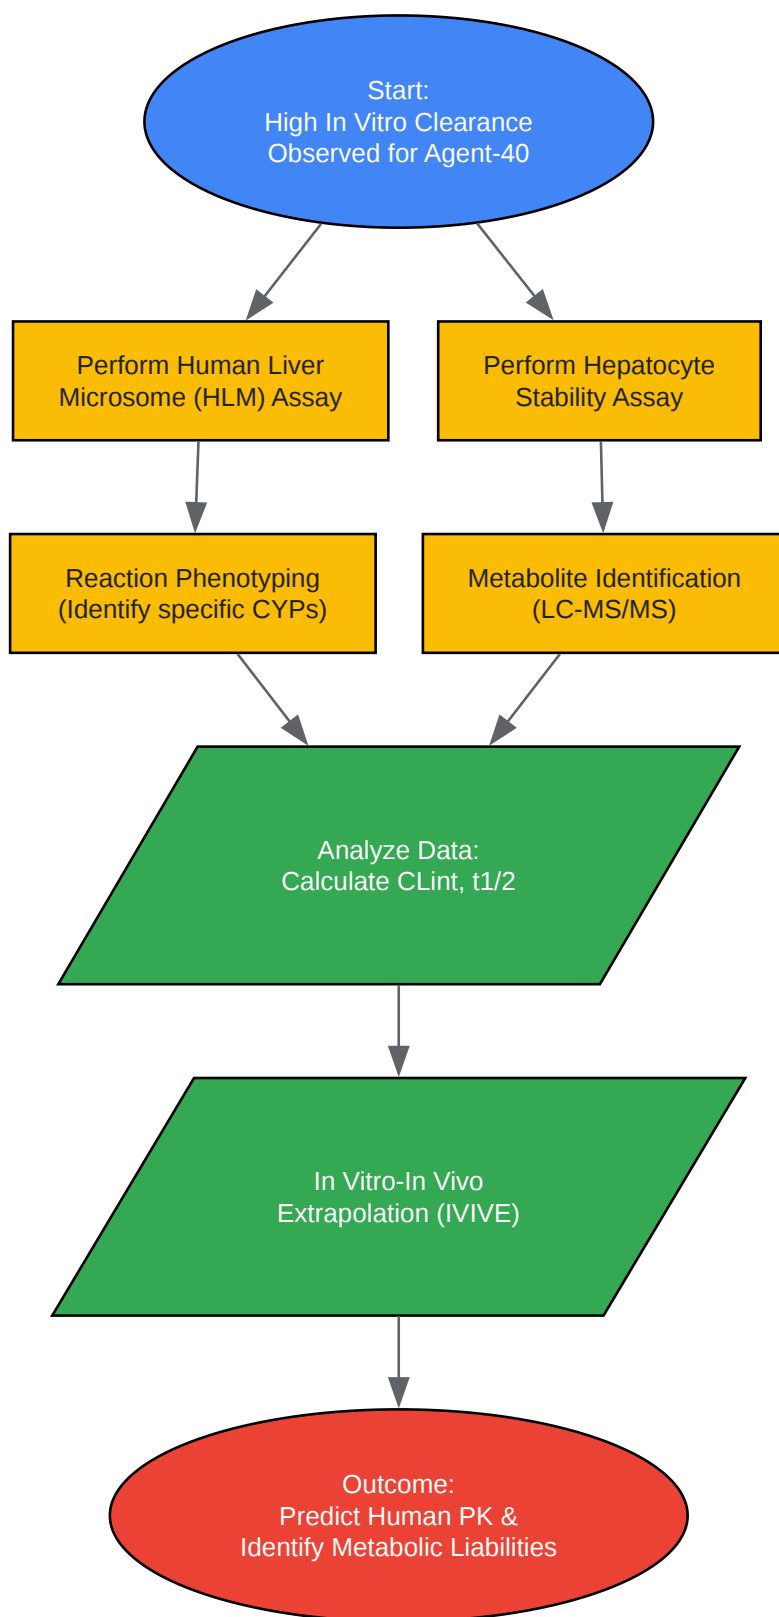 Start:
High In Vitro Clearance
Observed for Agent-40
Perform Human Liver
Microsome (HLM) Assay
Perform Hepatocyte
Stability Assay
Reaction Phenotyping
(Identify specific CYPs)
Metabolite Identification
(LC-MS/MS)
Analyze Data:
Calculate CLint, t1/2
In Vitro-In Vivo
Extrapolation (IVIVE)
Outcome:
Predict Human PK &
Identify Metabolic Liabilities